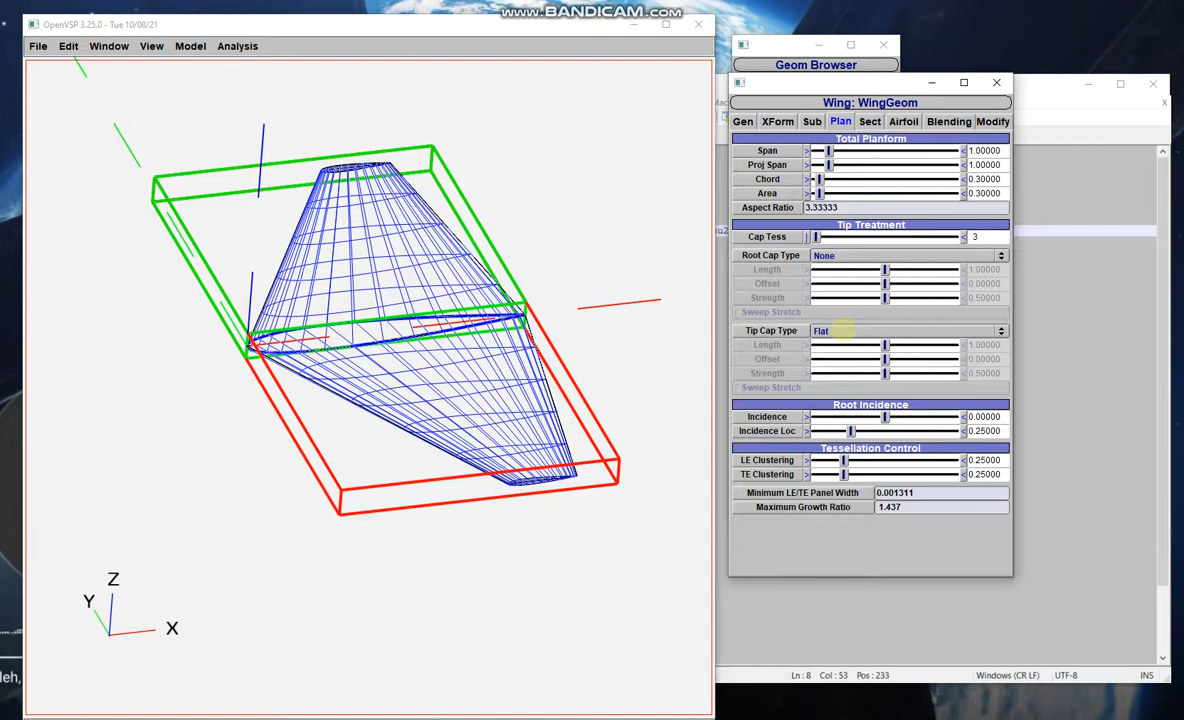 www.BANDICAM.com
OpenVSP 3.25.0 - Tue 10/08/21
File Edit Window View Model Analysis
Z
Y
X
Geom Browser
Wing: WingGeom
Gen XForm Sub Plan Sect Airfoil Blending Modify
Total Planform
Span > < 1.00000
Proj Span > < 1.00000
Chord > < 0.30000
Area > < 0.30000
Aspect Ratio 3.33333
Tip Treatment
Cap Tess | < 3
Root Cap Type None
Length > < 1.00000
Offset > < 0.00000
Strength > < 0.50000
Sweep Stretch
Tip Cap Type Flat
Length > < 1.00000
Offset > < 0.00000
Strength > < 0.50000
Sweep Stretch
Root Incidence
Incidence > < 0.00000
Incidence Loc > < 0.25000
Tessellation Control
LE Clustering > < 0.25000
TE Clustering > < 0.25000
Minimum LE/TE Panel Width 0.001311
Maximum Growth Ratio 1.437
Ln : 8 Col : 53 Pos : 233 Windows (CR LF) UTF-8 INS
leh,